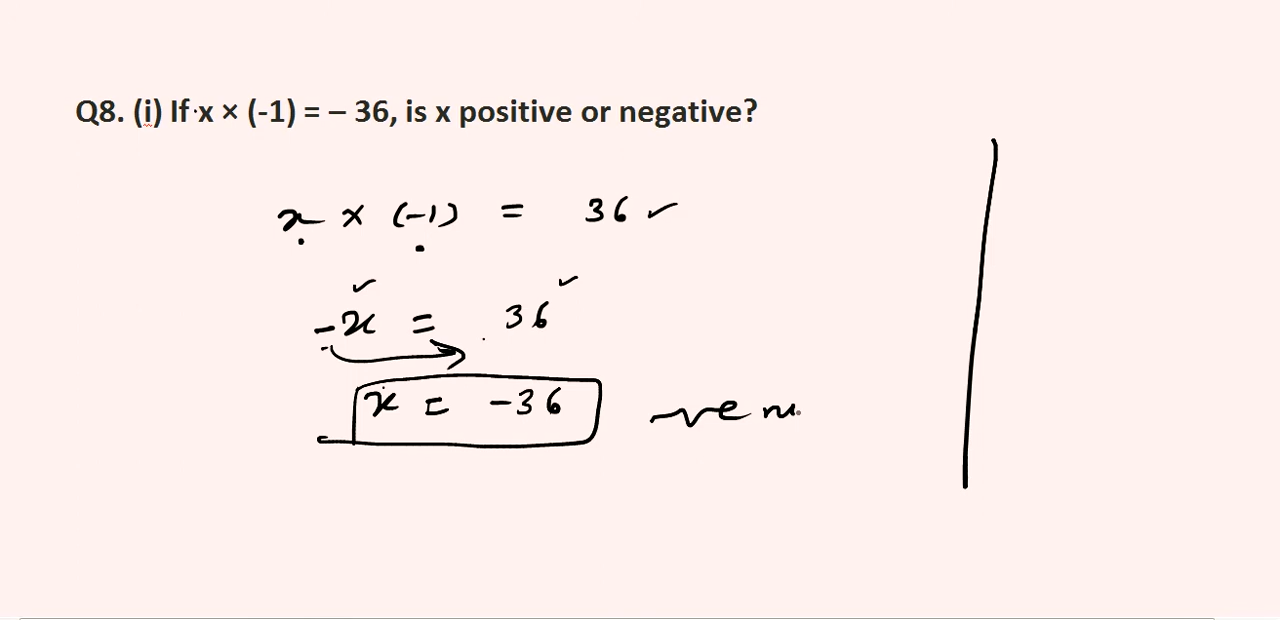 Q8. (i) If x × (-1) = – 36, is x positive or negative?
x × (-1) = 36
-x = 36
x = -36 -ve